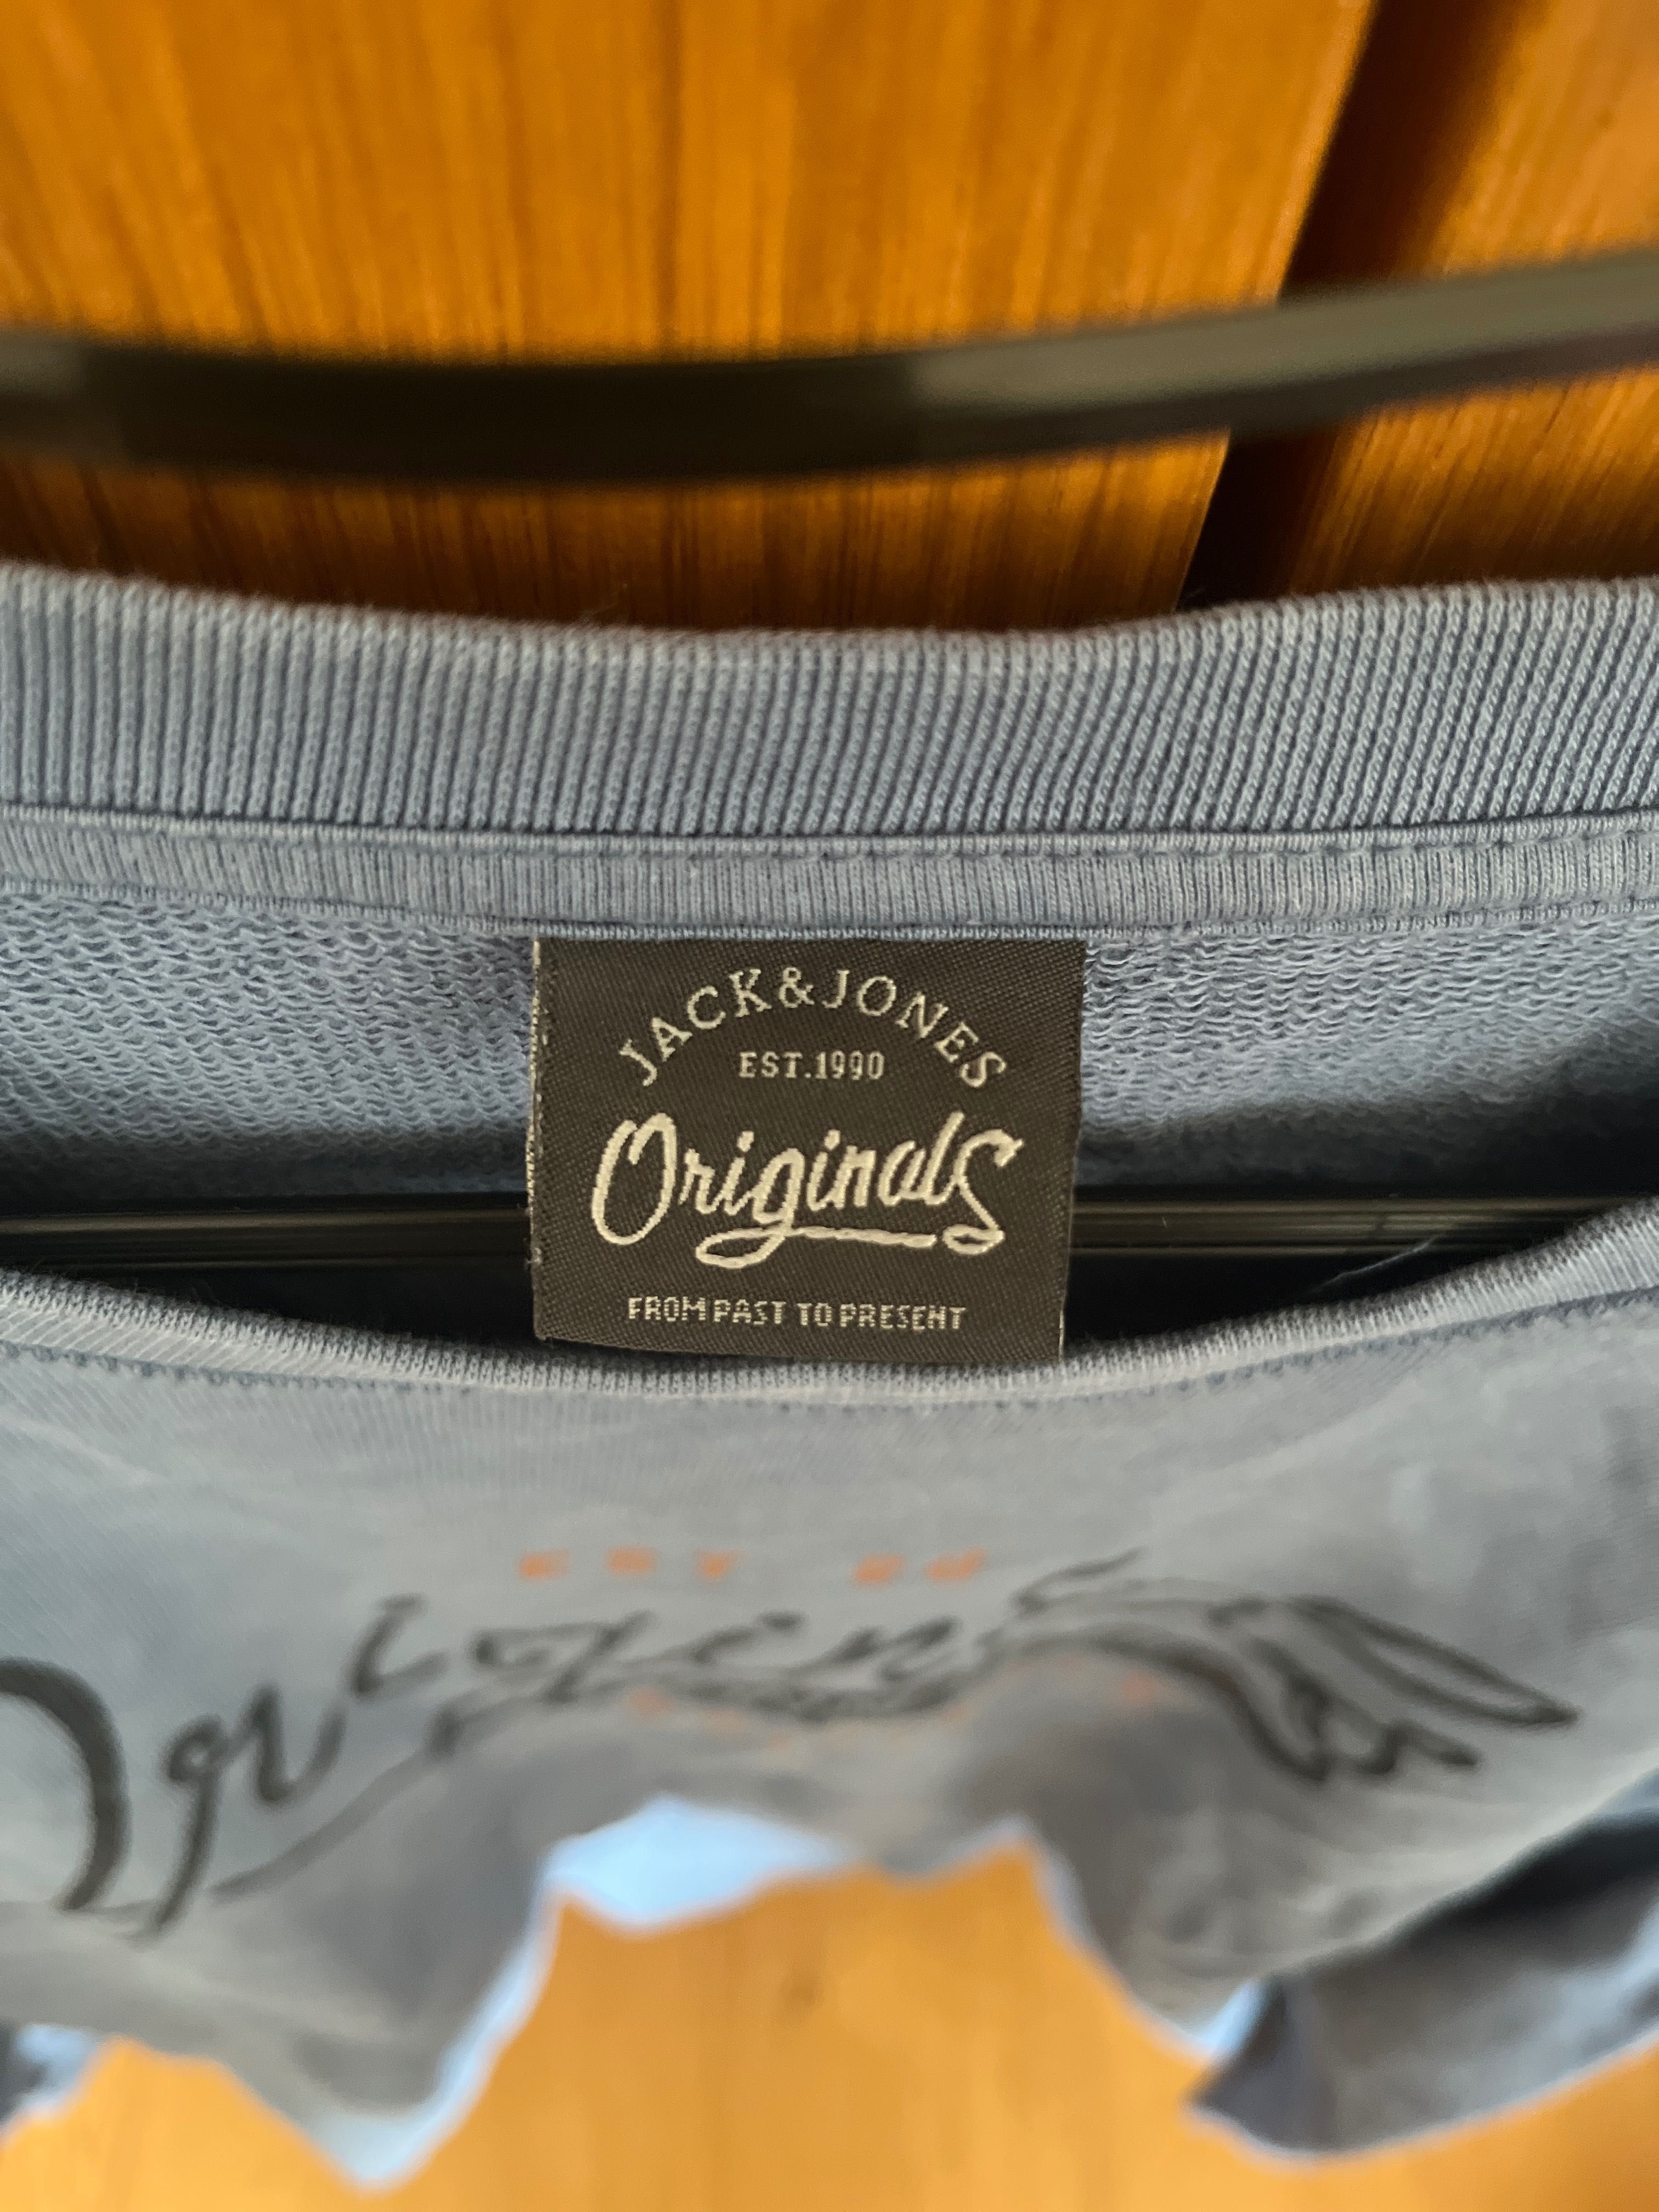 JACK&JONES
EST.1990
Originals
FROM PAST TO PRESENT